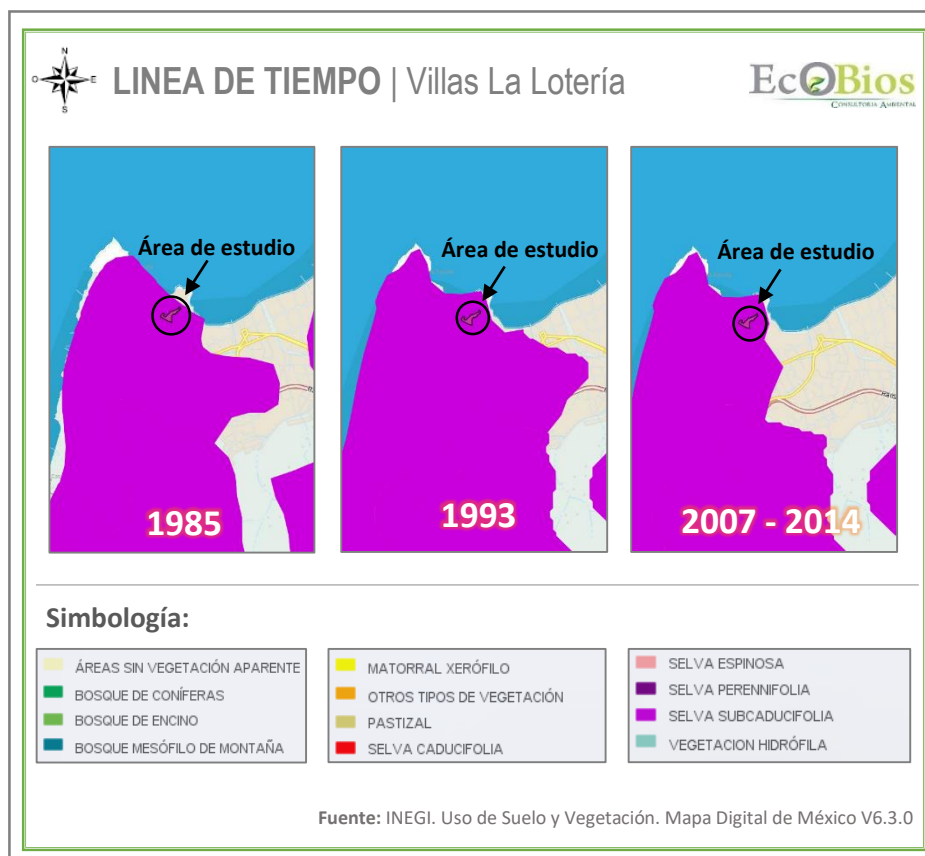 N
O
E
S
LINEA DE TIEMPO | Villas La Lotería
EcOBios
CONSULTORIA AMBIENTAL
Área de estudio
1985
Área de estudio
1993
Área de estudio
2007 - 2014
Simbología:
ÁREAS SIN VEGETACIÓN APARENTE
BOSQUE DE CONÍFERAS
BOSQUE DE ENCINO
BOSQUE MESÓFILO DE MONTAÑA
MATORRAL XERÓFILO
OTROS TIPOS DE VEGETACIÓN
PASTIZAL
SELVA CADUCIFOLIA
SELVA ESPINOSA
SELVA PERENNIFOLIA
SELVA SUBCADUCIFOLIA
VEGETACION HIDRÓFILA
Fuente: INEGI. Uso de Suelo y Vegetación. Mapa Digital de México V6.3.0